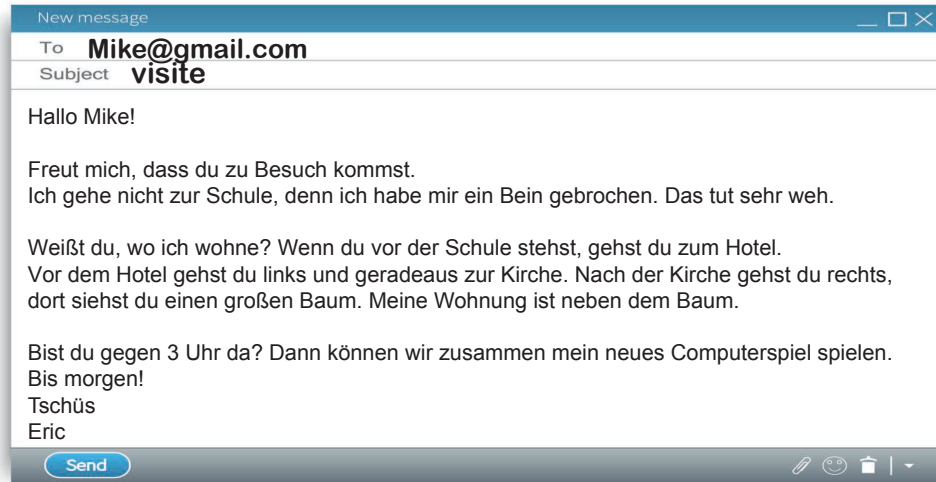 New message
To Mike@gmail.com
Subject visite
Hallo Mike!
Freut mich, dass du zu Besuch kommst.
Ich gehe nicht zur Schule, denn ich habe mir ein Bein gebrochen. Das tut sehr weh.
Weißt du, wo ich wohne? Wenn du vor der Schule stehst, gehst du zum Hotel.
Vor dem Hotel gehst du links und geradeaus zur Kirche. Nach der Kirche gehst du rechts,
dort siehst du einen großen Baum. Meine Wohnung ist neben dem Baum.
Bist du gegen 3 Uhr da? Dann können wir zusammen mein neues Computerspiel spielen.
Bis morgen!
Tschüs
Eric
Send